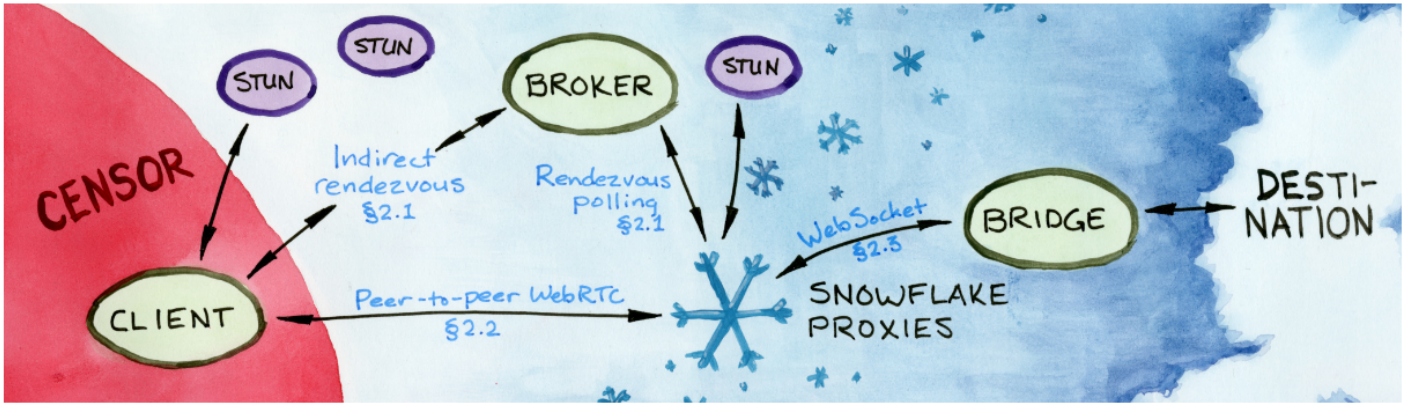 STUN
STUN
BROKER
STUN
CENSOR
Indirect
rendezvous
§2.1
Rendezvous
polling
§2.1
WebSocket
§2.3
BRIDGE
DESTI-
NATION
CLIENT
Peer-to-peer WebRTC
§2.2
SNOWFLAKE
PROXIES